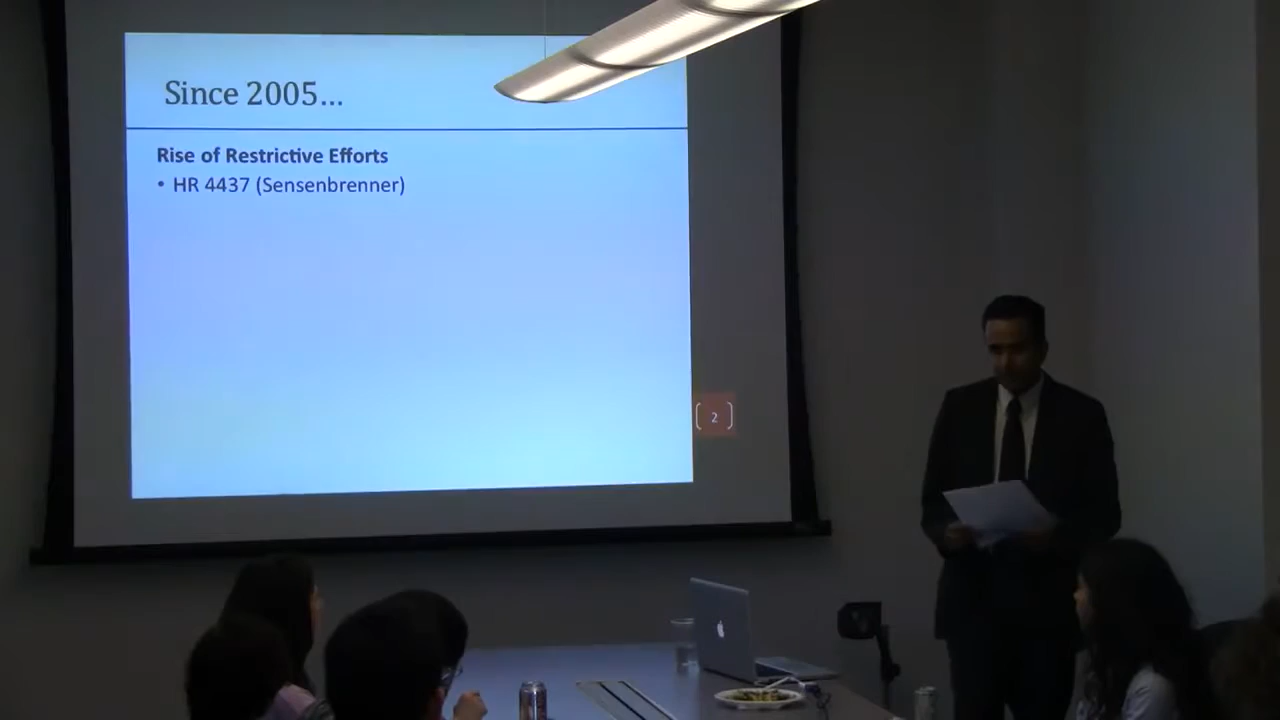 Since 2005...
Rise of Restrictive Efforts
• HR 4437 (Sensenbrenner)
2